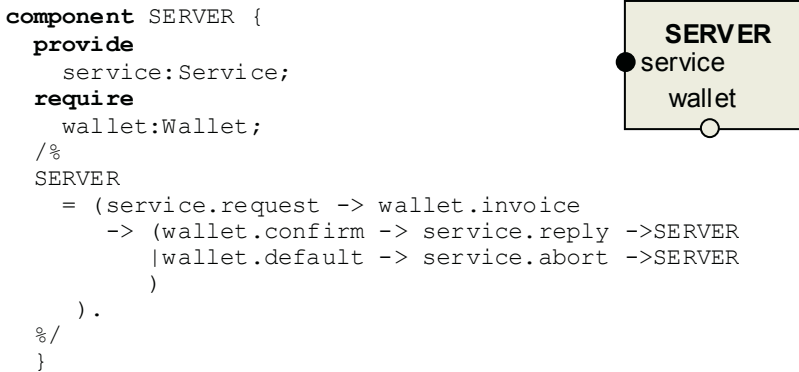 component SERVER {
  provide
    service:Service;
  require
    wallet:Wallet;
  /%
  SERVER
    = (service.request -> wallet.invoice
       -> (wallet.confirm -> service.reply ->SERVER
          |wallet.default -> service.abort ->SERVER
          )
      ).
  %/
  }
SERVER
service
wallet